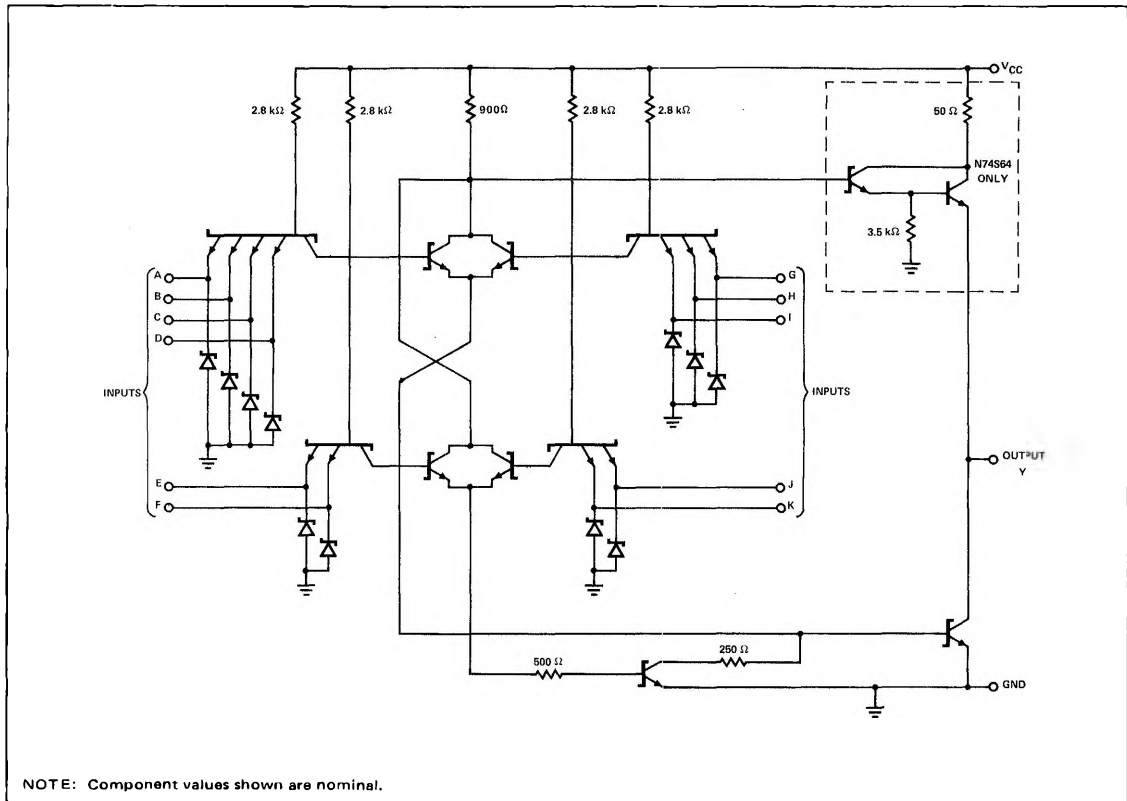 VCC
2.8 kΩ
2.8 kΩ
900Ω
2.8 kΩ
2.8 kΩ
50 Ω
N74S64
ONLY
3.5 kΩ
A
B
C
D
INPUTS
E
F
G
H
I
INPUTS
J
K
OUTPUT
Y
500 Ω
250 Ω
GND
NOTE: Component values shown are nominal.